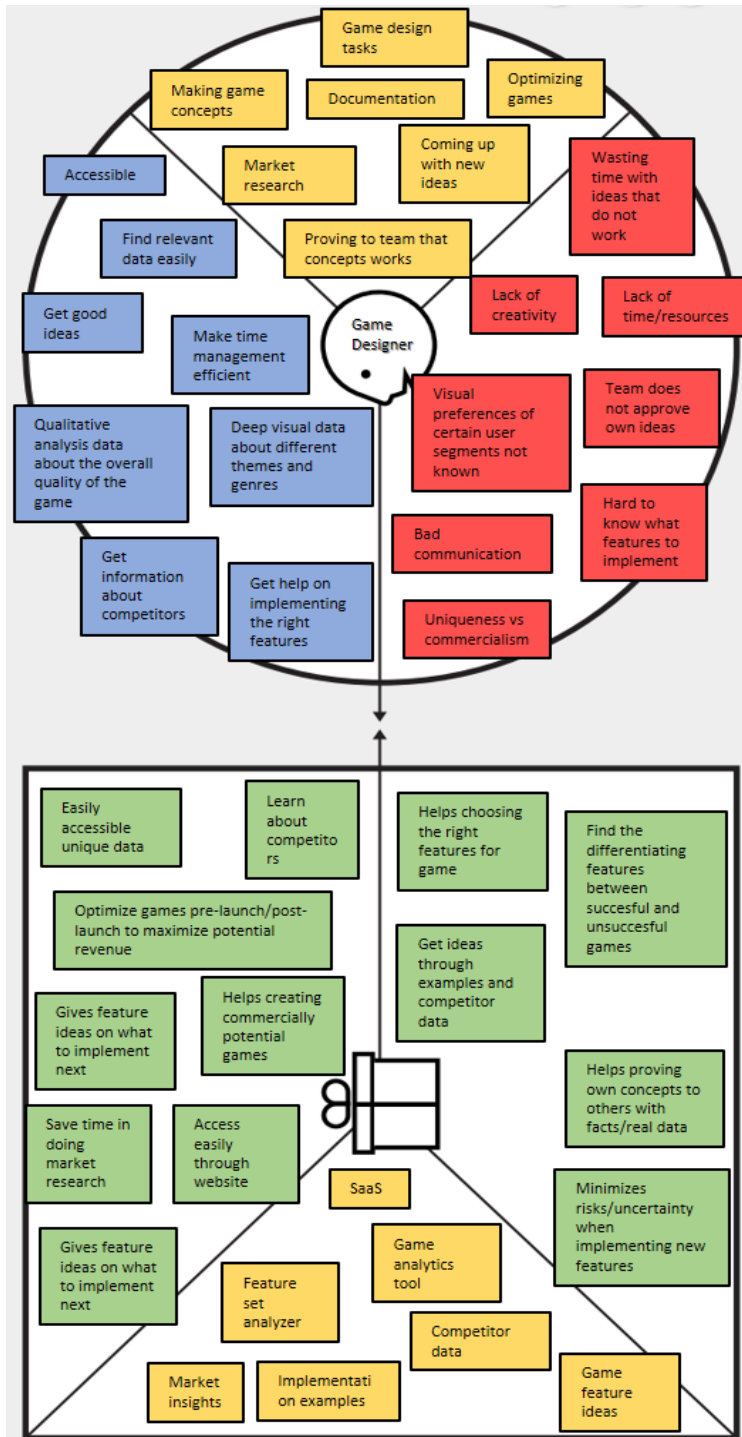 Game design
tasks
Making game
concepts
Documentation
Optimizing
games
Market
research
Coming up
with new
ideas
Proving to team that
concepts works
Accessible
Find relevant
data easily
Get good
ideas
Make time
management
efficient
Qualitative
analysis data
about the overall
quality of the
game
Deep visual data
about different
themes and
genres
Get
information
about
competitors
Get help on
implementing
the right
features
Game
Designer
Wasting
time with
ideas that
do not
work
Lack of
creativity
Lack of
time/resources
Visual
preferences of
certain user
segments not
known
Team does
not approve
own ideas
Bad
communication
Hard to
know what
features to
implement
Uniqueness vs
commercialism
Easily
accessible
unique data
Learn
about
competito
rs
Optimize games pre-launch/post-
launch to maximize potential
revenue
Gives feature
ideas on what
to implement
next
Helps creating
commercially
potential
games
Save time in
doing
market
research
Access
easily
through
website
Gives feature
ideas on what
to implement
next
Helps choosing
the right
features for
game
Find the
differentiating
features
between
succesful and
unsuccesful
games
Get ideas
through
examples and
competitor
data
Helps proving
own concepts to
others with
facts/real data
Minimizes
risks/uncertainty
when
implementing new
features
SaaS
Game
analytics
tool
Feature
set
analyzer
Competitor
data
Market
insights
Implementati
on examples
Game
feature
ideas